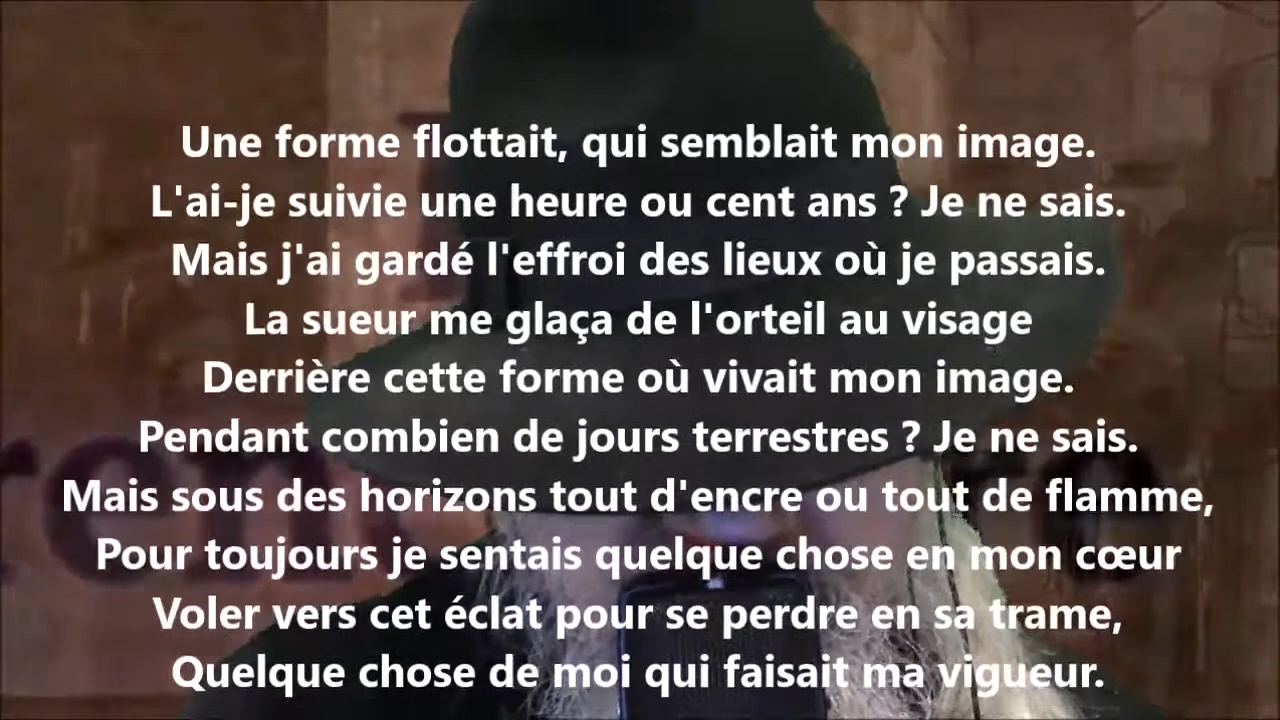 Une forme flottait, qui semblait mon image.
L'ai-je suivie une heure ou cent ans ? Je ne sais.
Mais j'ai gardé l'effroi des lieux où je passais.
La sueur me glaça de l'orteil au visage
Derrière cette forme où vivait mon image.
Pendant combien de jours terrestres ? Je ne sais.
Mais sous des horizons tout d'encre ou tout de flamme,
Pour toujours je sentais quelque chose en mon cœur
Voler vers cet éclat pour se perdre en sa trame,
Quelque chose de moi qui faisait ma vigueur.